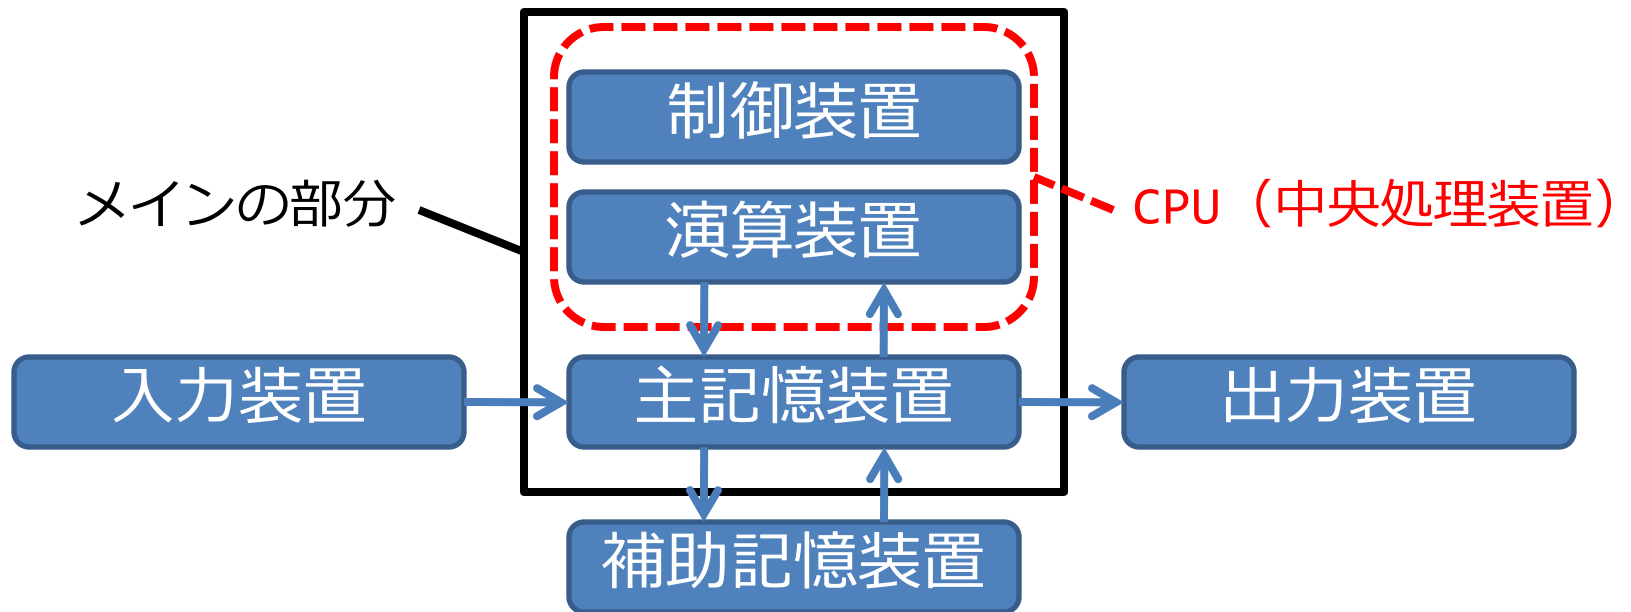 制御装置
演算装置
メインの部分
CPU（中央処理装置）
入力装置
主記憶装置
出力装置
補助記憶装置